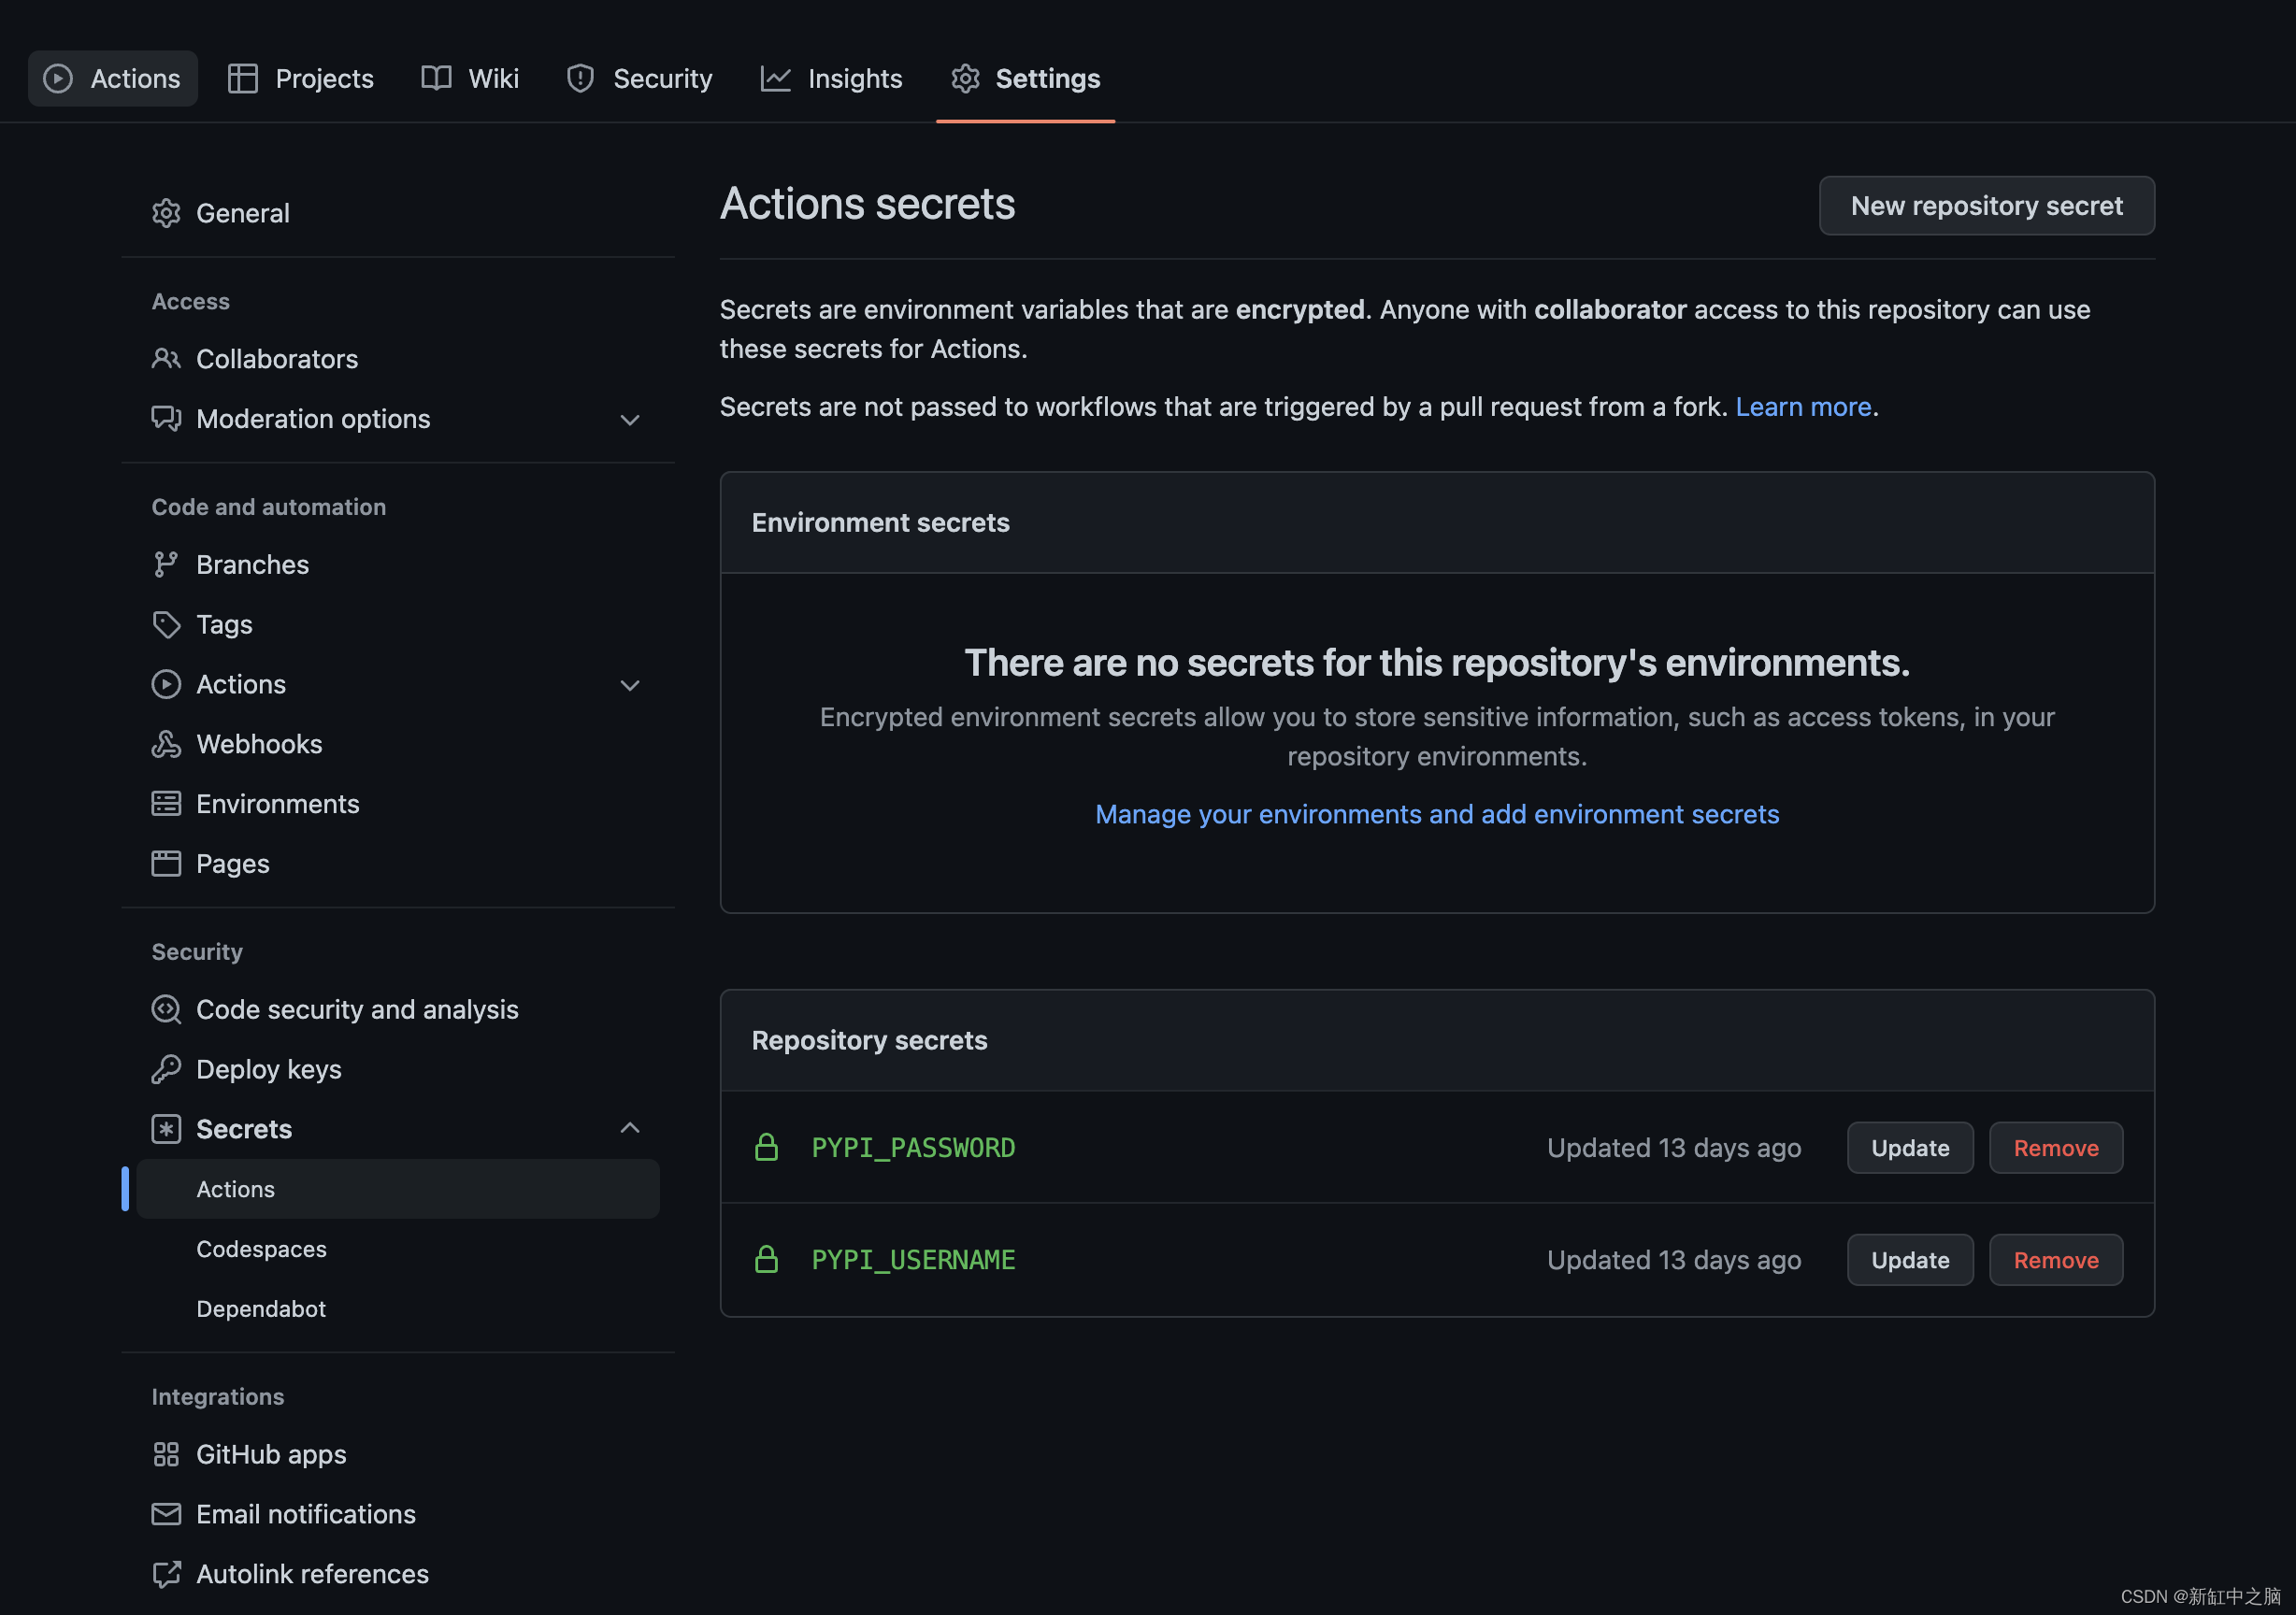 Actions
Projects
Wiki
Security
Insights
Settings
General
Access
Collaborators
Moderation options
Code and automation
Branches
Tags
Actions
Webhooks
Environments
Pages
Security
Code security and analysis
Deploy keys
Secrets
Actions
Codespaces
Dependabot
Integrations
GitHub apps
Email notifications
Autolink references
Actions secrets
New repository secret
Secrets are environment variables that are encrypted. Anyone with collaborator access to this repository can use
these secrets for Actions.
Secrets are not passed to workflows that are triggered by a pull request from a fork. Learn more.
Environment secrets
There are no secrets for this repository's environments.
Encrypted environment secrets allow you to store sensitive information, such as access tokens, in your
repository environments.
Manage your environments and add environment secrets
Repository secrets
PYPI_PASSWORD Updated 13 days ago Update Remove
PYPI_USERNAME Updated 13 days ago Update Remove
CSDN @新缸中之脑